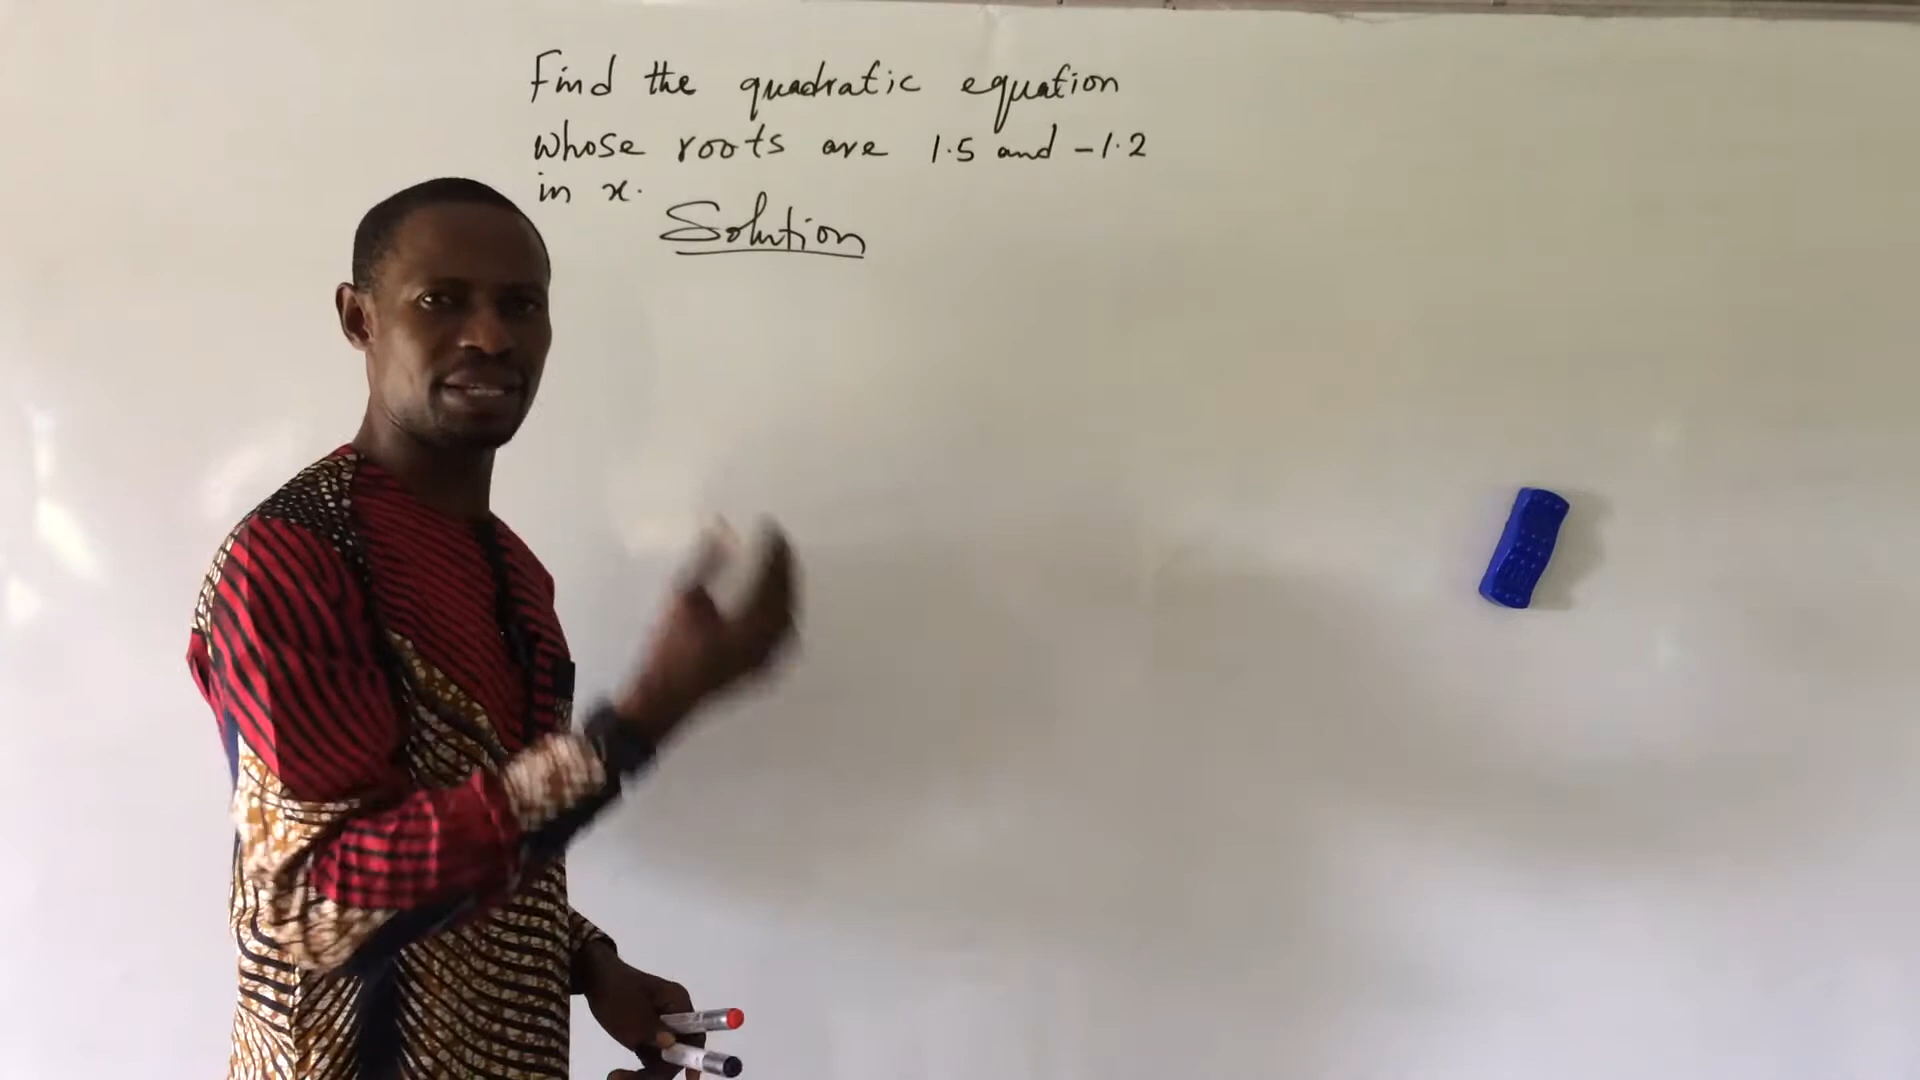 Find the quadratic equation
whose roots are 1.5 and -1.2
in x.
Solution